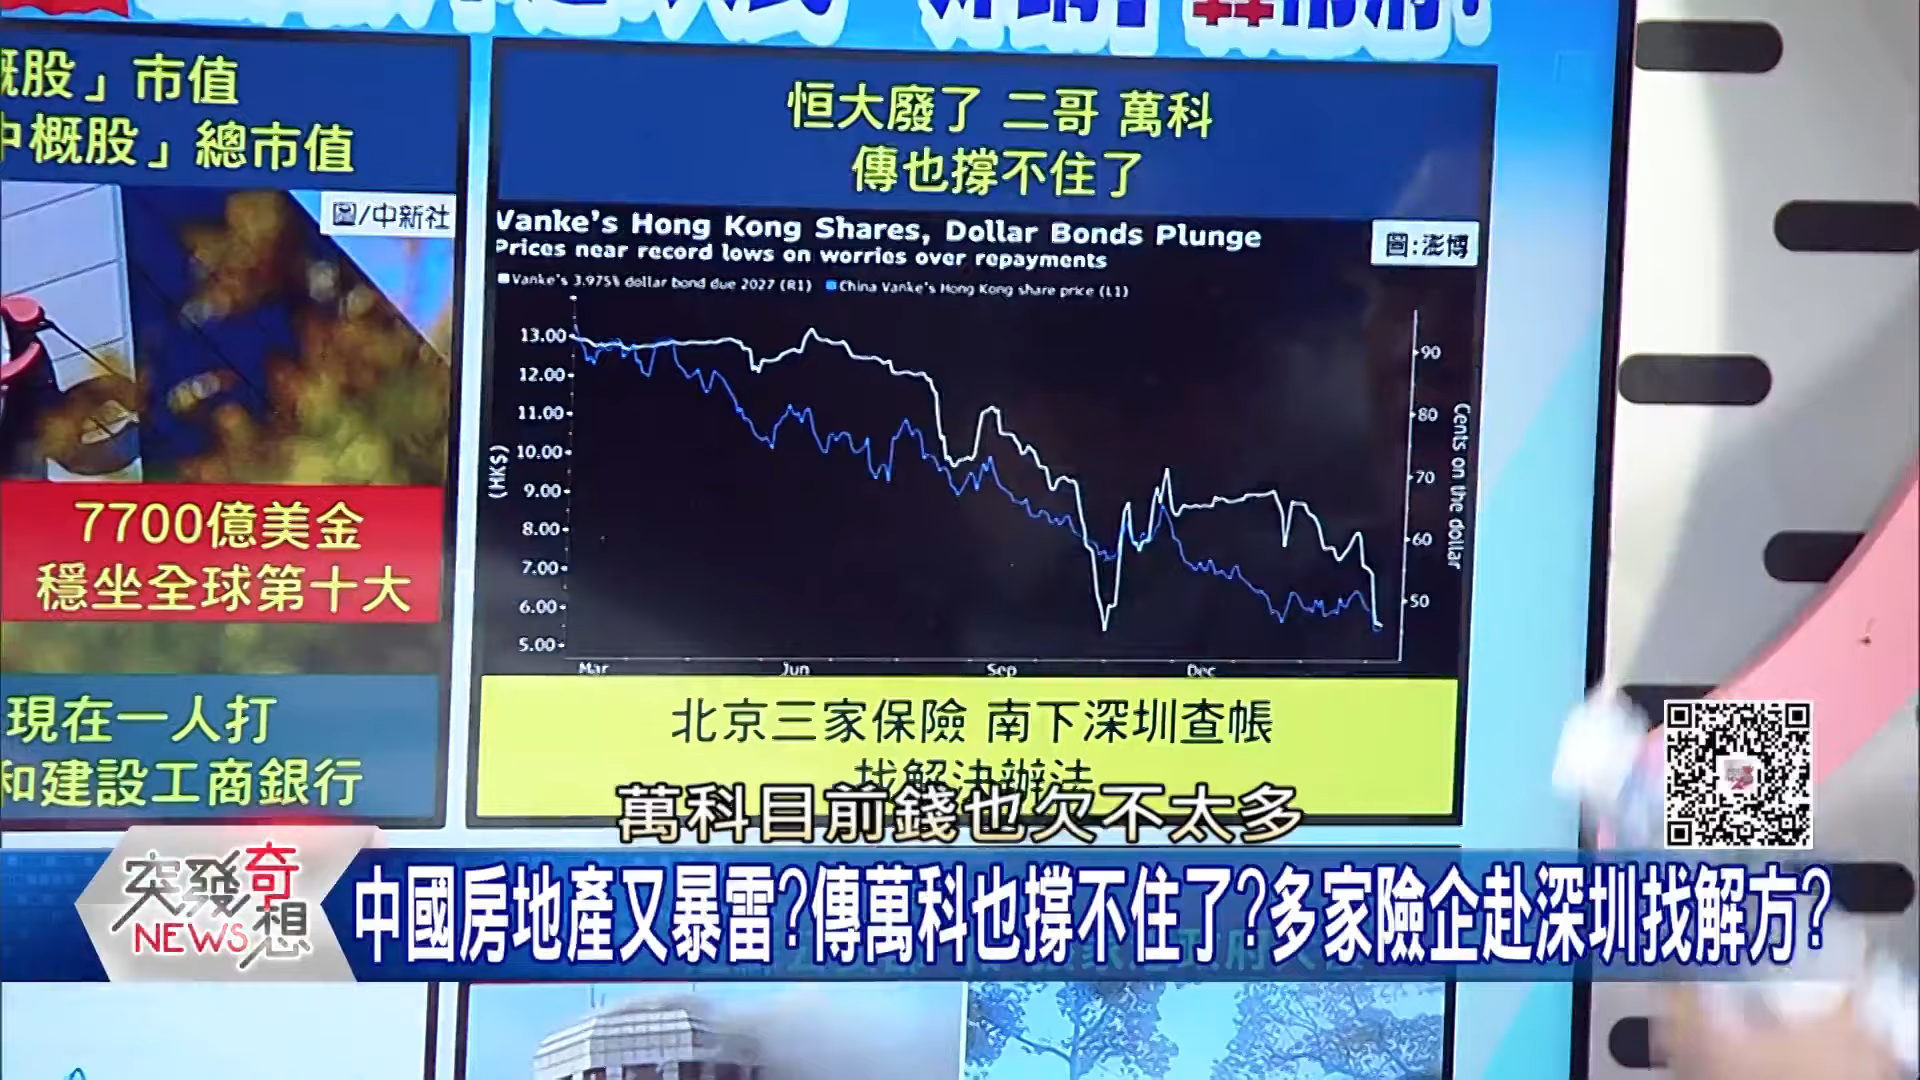 概股」市值
中概股」總市值
圖/中新社
7700億美金
穩坐全球第十大
現在一人打
和建設工商銀行
恒大廢了 二哥 萬科
傳也撐不住了
Vanke's Hong Kong Shares, Dollar Bonds Plunge
Prices near record lows on worries over repayments
圖:澎博
Vanke's 3.975% dollar bond due 2027 (R1) China Vanke's Hong Kong share price (L1)
13.00
12.00
11.00
10.00
9.00
8.00
7.00
6.00
5.00
(HK$)
90
80
70
60
50
Cents on the dollar
Mar Jun Sep Dec
北京三家保險 南下深圳查帳
找解決辦法
萬科目前錢也欠不太多
突發奇想
NEWS
中國房地產又暴雷?傳萬科也撐不住了?多家險企赴深圳找解方?